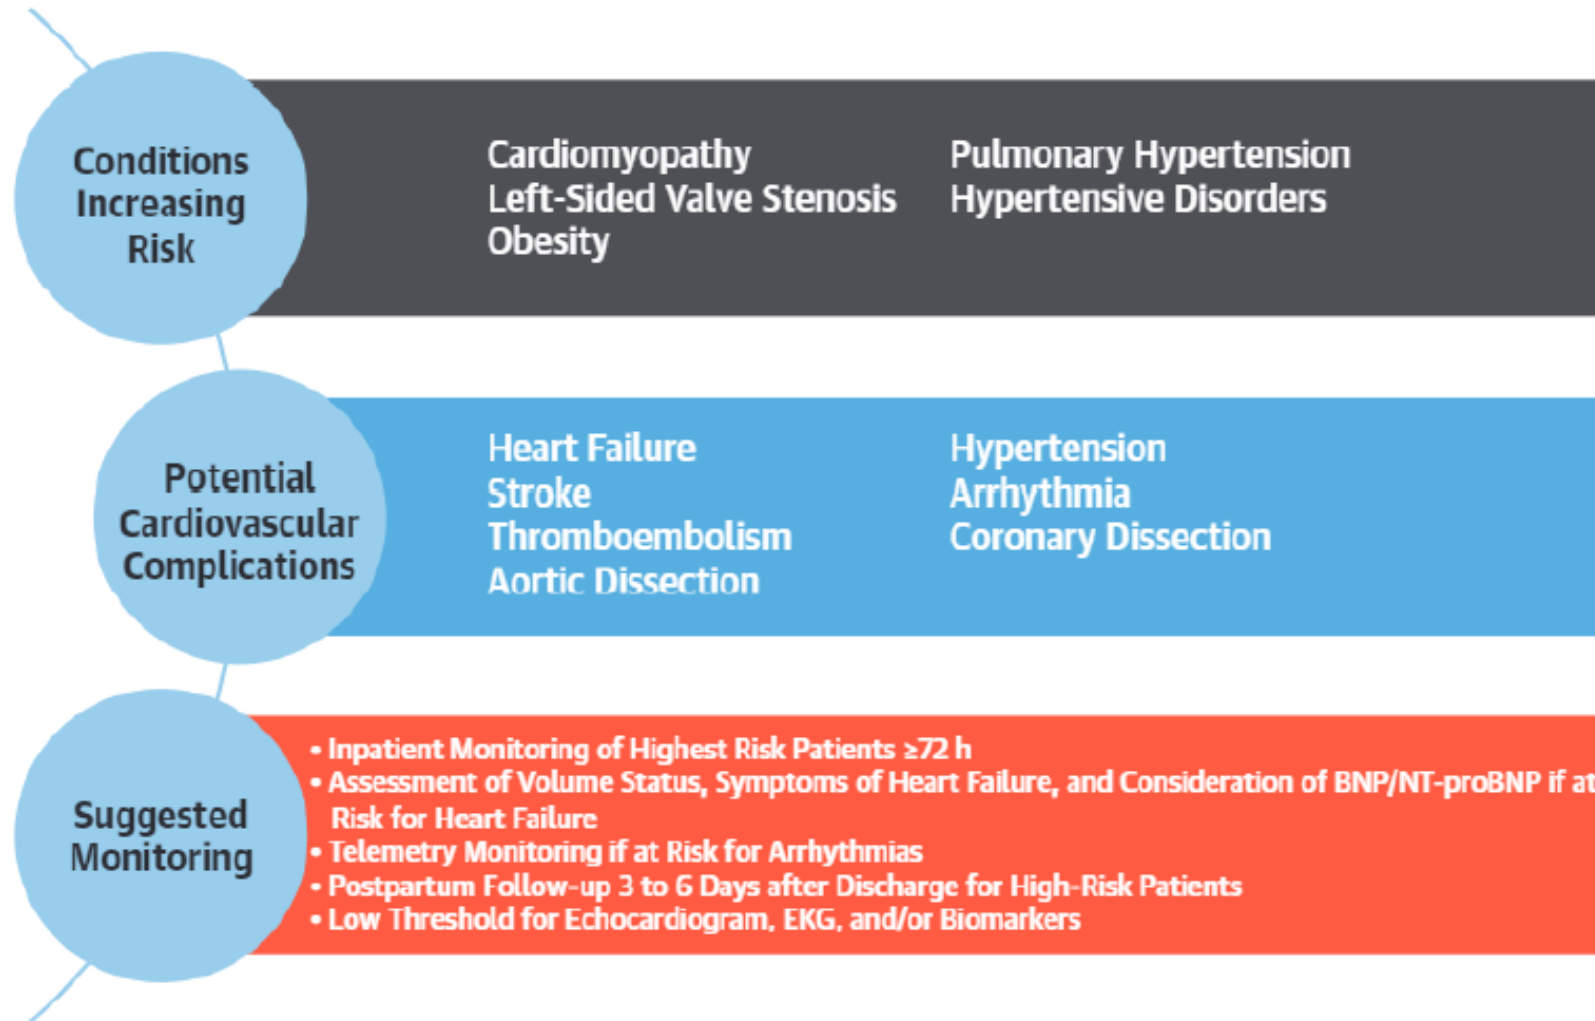 Conditions
Increasing
Risk
Cardiomyopathy
Left-Sided Valve Stenosis
Obesity
Pulmonary Hypertension
Hypertensive Disorders
Potential
Cardiovascular
Complications
Heart Failure
Stroke
Thromboembolism
Aortic Dissection
Hypertension
Arrhythmia
Coronary Dissection
Suggested
Monitoring
• Inpatient Monitoring of Highest Risk Patients ≥72 h
• Assessment of Volume Status, Symptoms of Heart Failure, and Consideration of BNP/NT-proBNP if at
Risk for Heart Failure
• Telemetry Monitoring if at Risk for Arrhythmias
• Postpartum Follow-up 3 to 6 Days after Discharge for High-Risk Patients
• Low Threshold for Echocardiogram, EKG, and/or Biomarkers